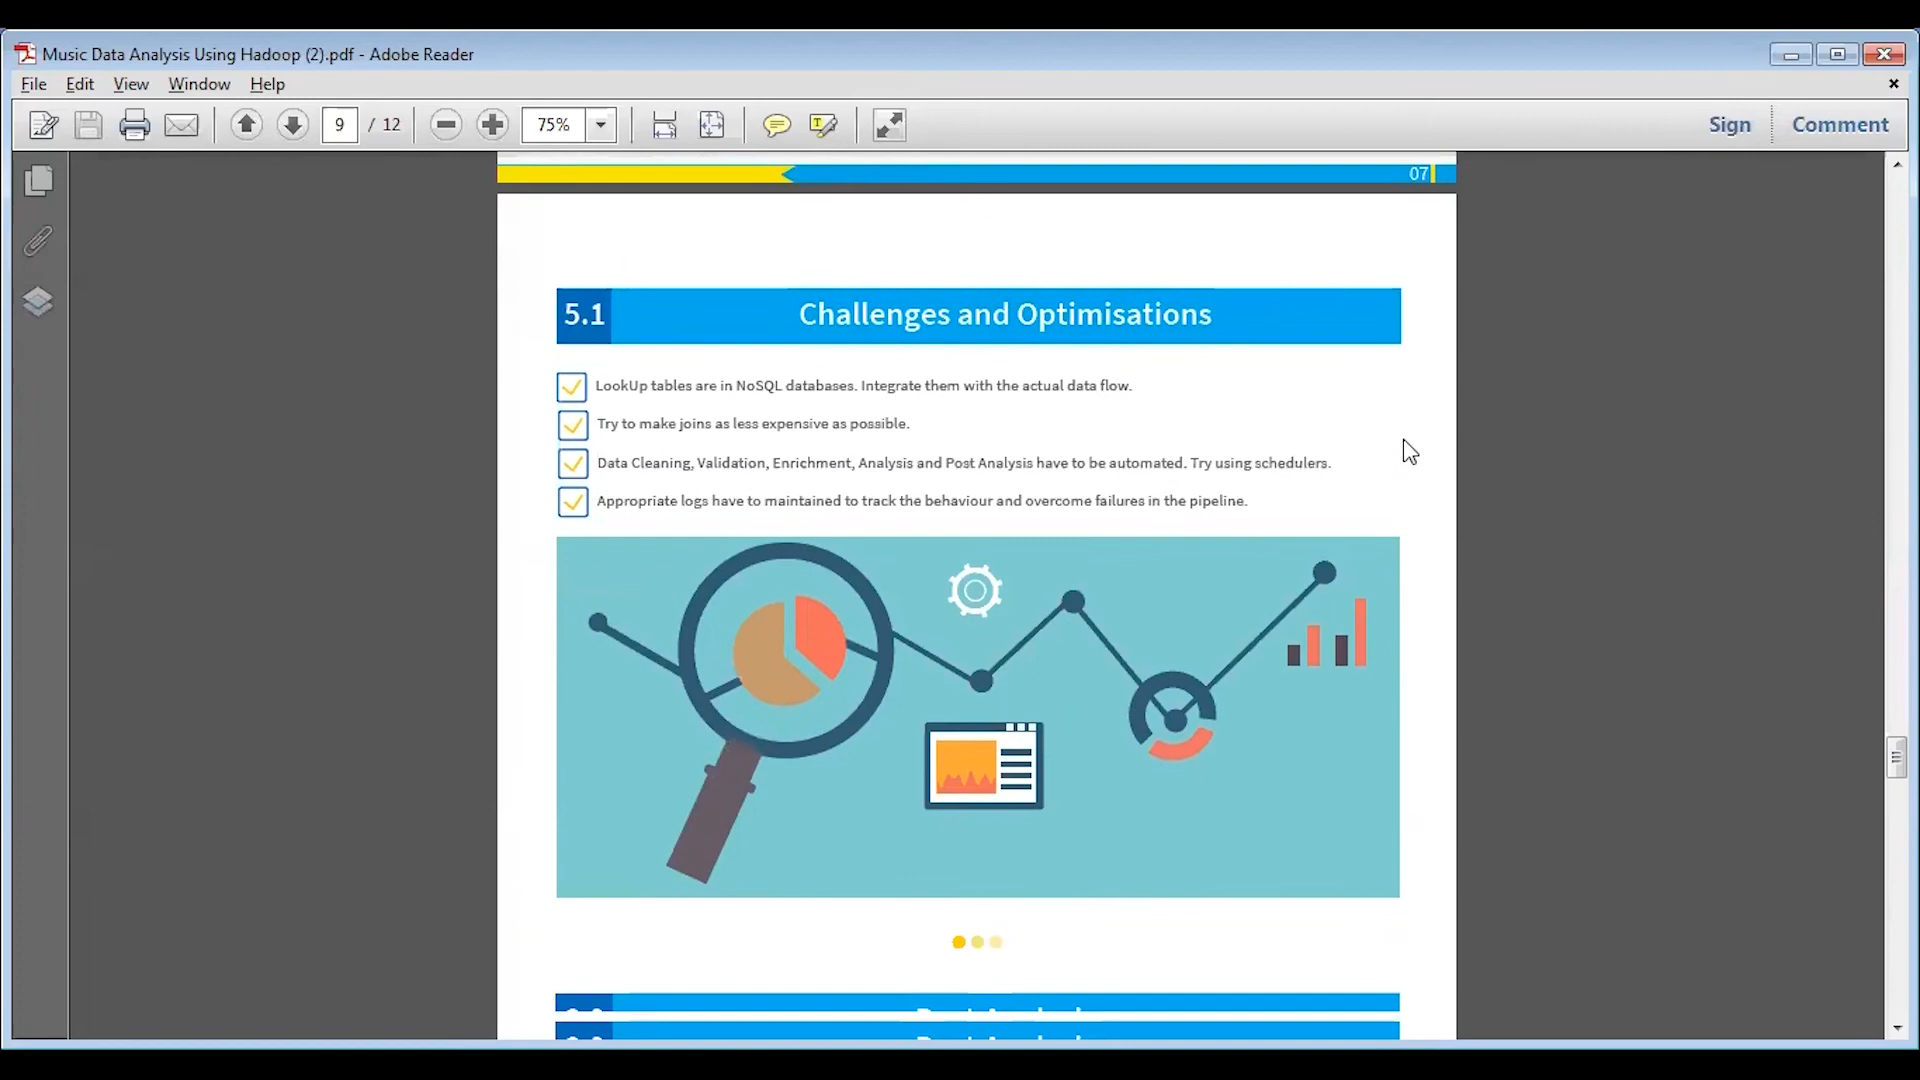 Music Data Analysis Using Hadoop (2).pdf - Adobe Reader
File Edit View Window Help
9 / 12 75% Sign Comment
07
5.1 Challenges and Optimisations
LookUp tables are in NoSQL databases. Integrate them with the actual data flow.
Try to make joins as less expensive as possible.
Data Cleaning, Validation, Enrichment, Analysis and Post Analysis have to be automated. Try using schedulers.
Appropriate logs have to maintained to track the behaviour and overcome failures in the pipeline.